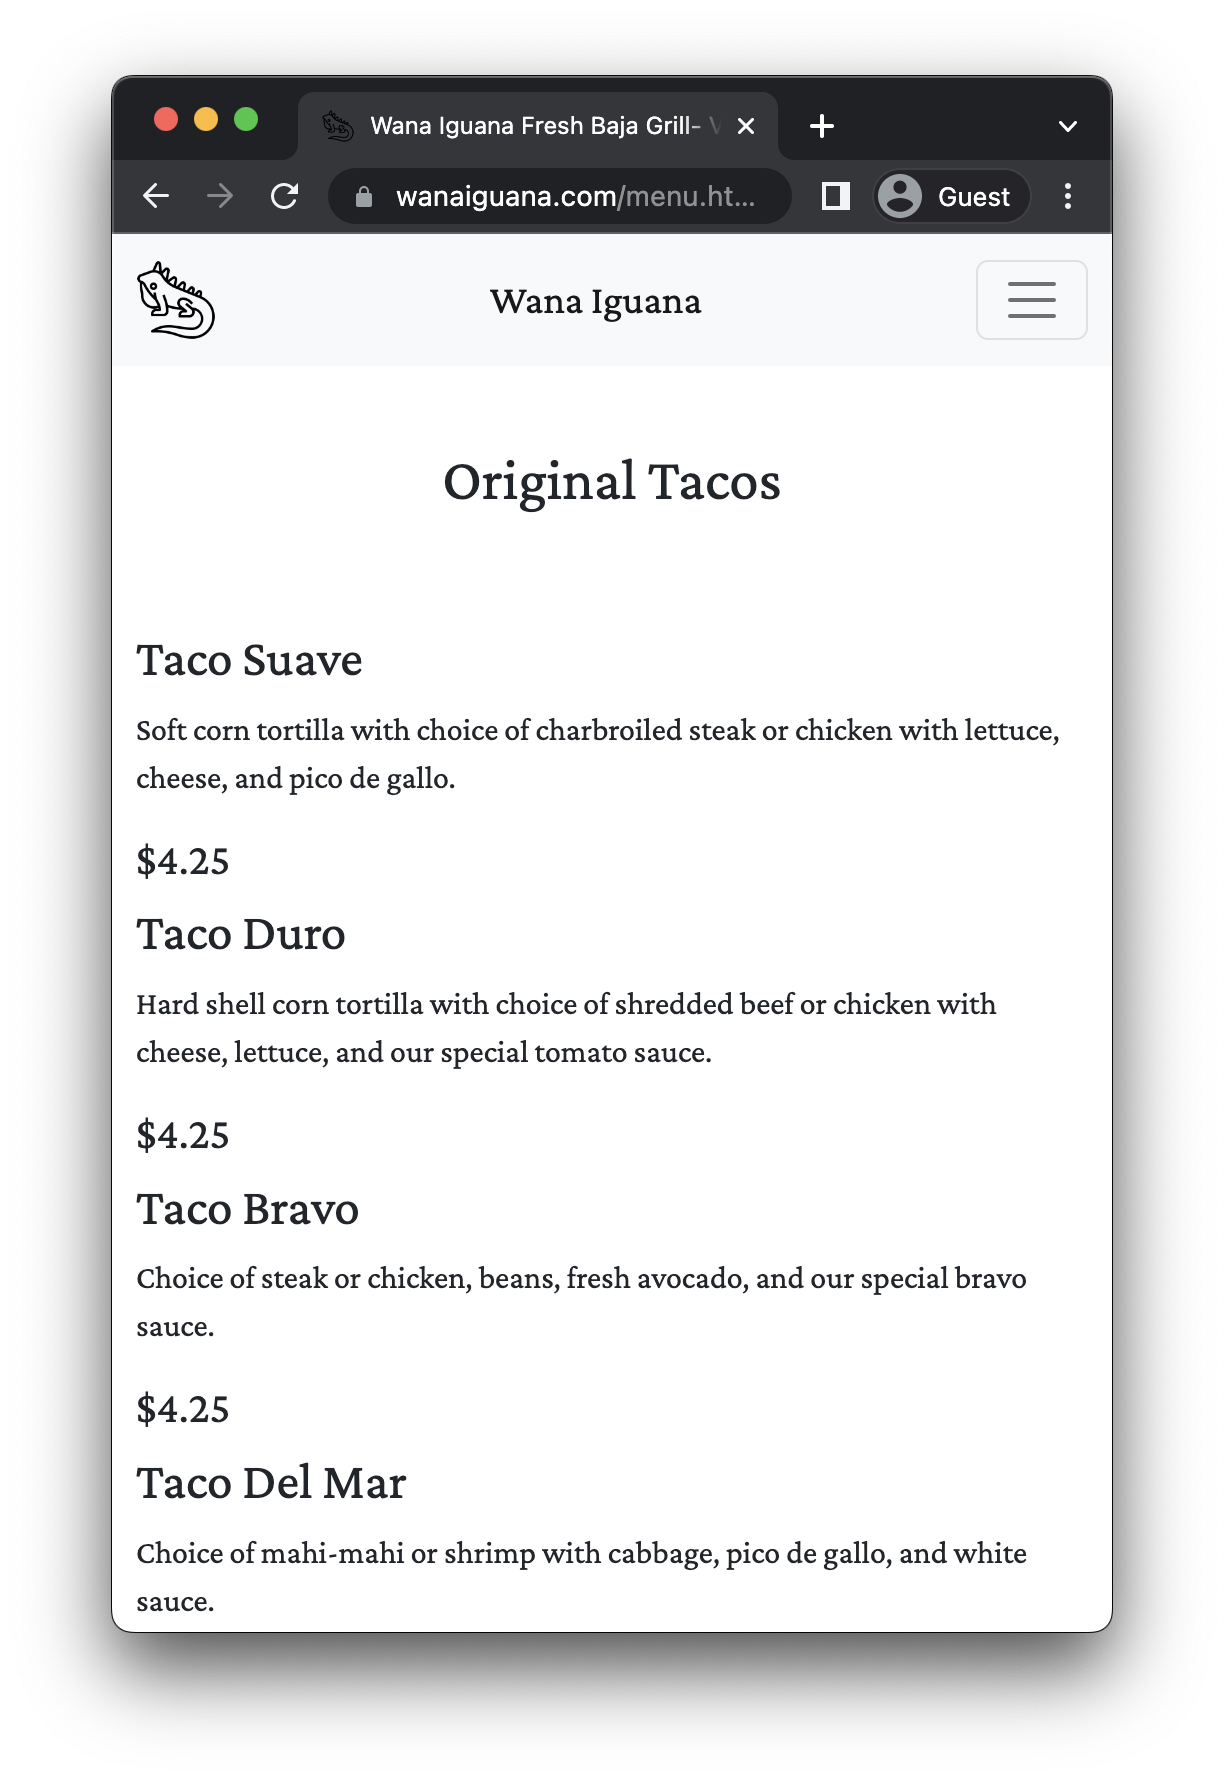 Wana Iguana Fresh Baja Grill- V
wanaiguana.com/menu.ht...
Guest
Wana Iguana
Original Tacos
Taco Suave
Soft corn tortilla with choice of charbroiled steak or chicken with lettuce,
cheese, and pico de gallo.
$4.25
Taco Duro
Hard shell corn tortilla with choice of shredded beef or chicken with
cheese, lettuce, and our special tomato sauce.
$4.25
Taco Bravo
Choice of steak or chicken, beans, fresh avocado, and our special bravo
sauce.
$4.25
Taco Del Mar
Choice of mahi-mahi or shrimp with cabbage, pico de gallo, and white
sauce.